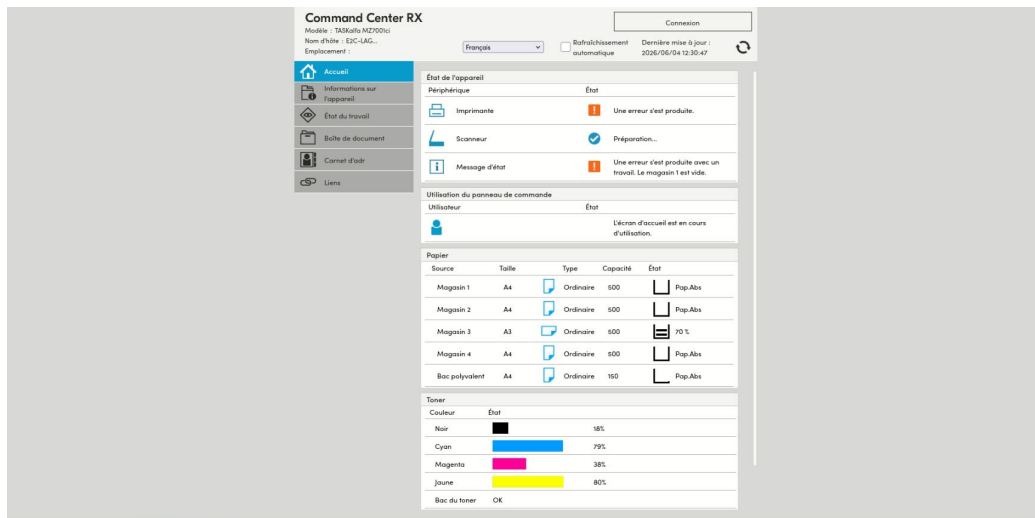 Command Center RX
Modèle : TASKalfa MZ7001ci
Nom d'hôte : E2C-LAG...
Emplacement :
Français
Rafraîchissement automatique
Dernière mise à jour :
2026/06/04 12:30:47
Connexion
Accueil
Informations sur
l'appareil
État du travail
Boîte de document
Carnet d'adr
Liens
État de l'appareil
Périphérique État
Imprimante Une erreur s'est produite.
Scanneur Préparation...
Message d'état Une erreur s'est produite avec un
travail. Le magasin 1 est vide.
Utilisation du panneau de commande
Utilisateur État
L'écran d'accueil est en cours
d'utilisation.
Papier
Source Taille Type Capacité État
Magasin 1 A4 Ordinaire 500 Pap.Abs
Magasin 2 A4 Ordinaire 500 Pap.Abs
Magasin 3 A3 Ordinaire 500 70 %
Magasin 4 A4 Ordinaire 500 Pap.Abs
Bac polyvalent A4 Ordinaire 150 Pap.Abs
Toner
Couleur État
Noir 18%
Cyan 79%
Magenta 38%
Jaune 80%
Bac du toner OK